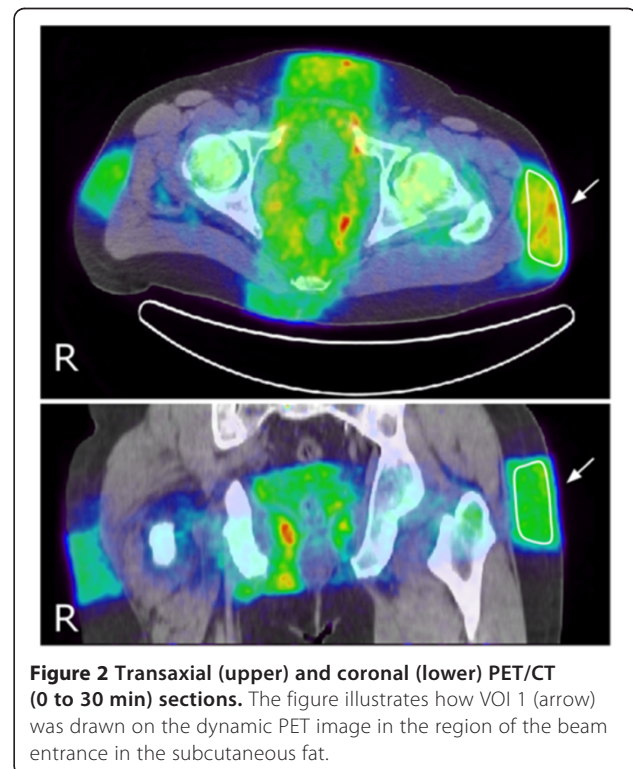 R
R
Figure 2 Transaxial (upper) and coronal (lower) PET/CT
(0 to 30 min) sections. The figure illustrates how VOI 1 (arrow)
was drawn on the dynamic PET image in the region of the beam
entrance in the subcutaneous fat.